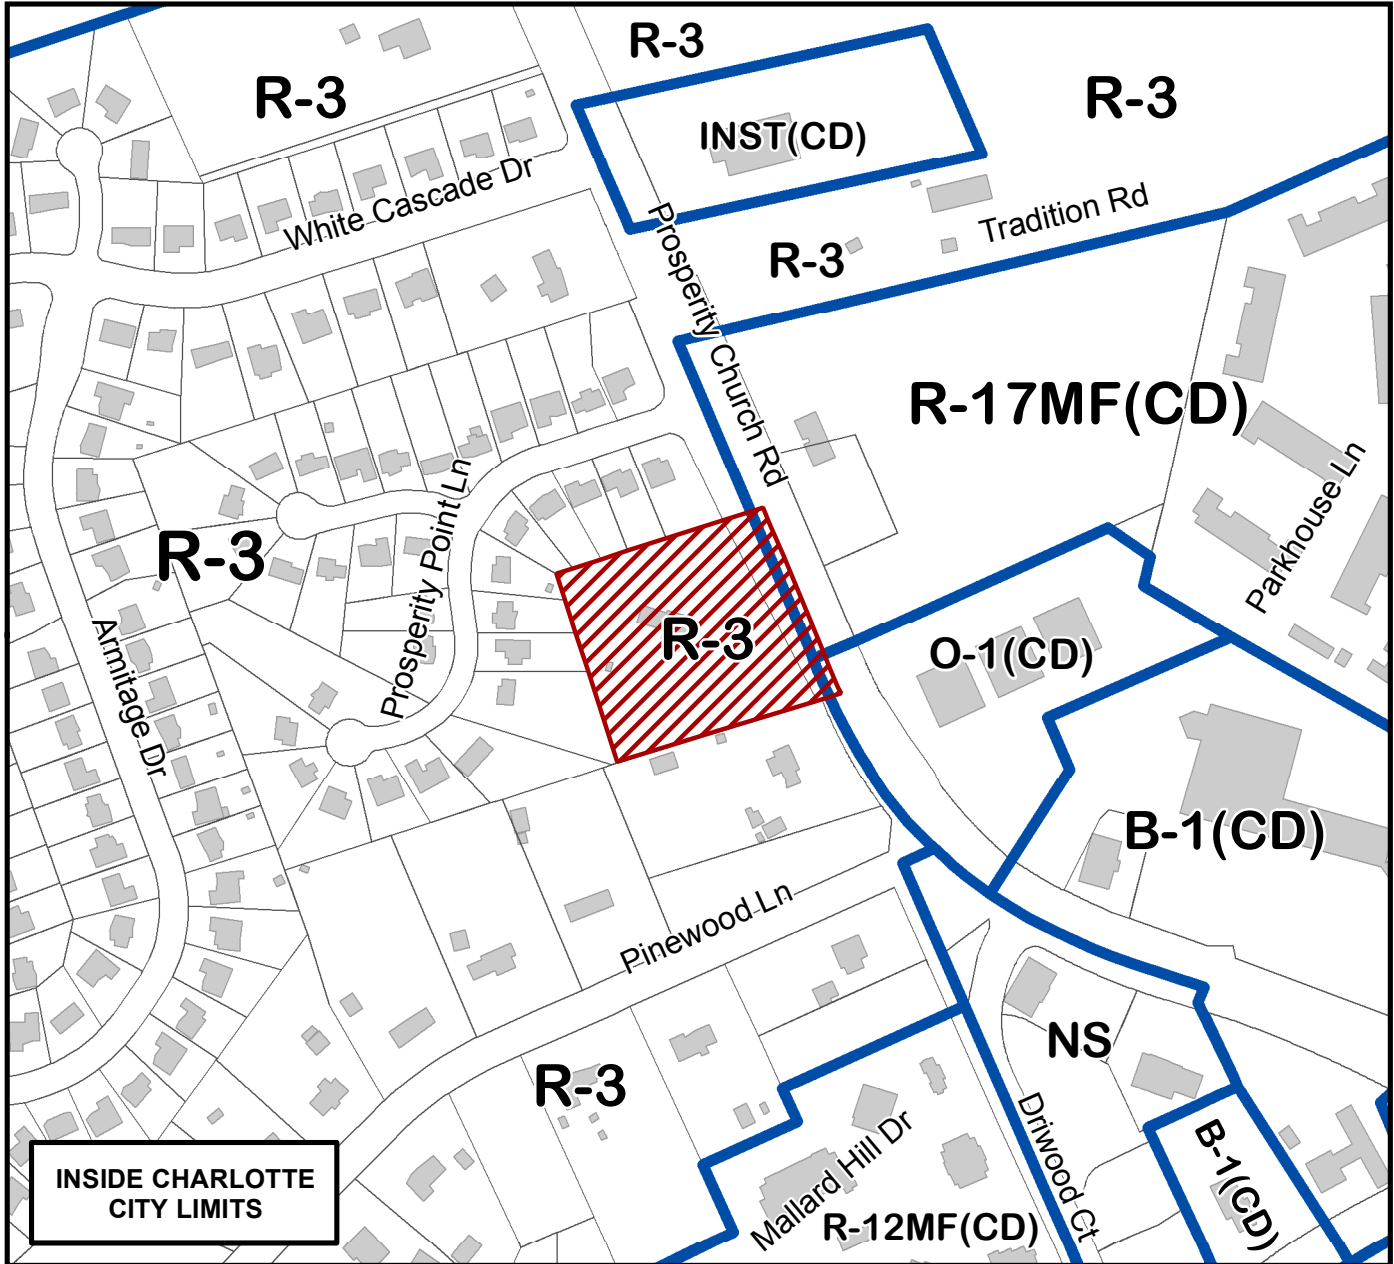 R-3
R-3
R-3
INST(CD)
White Cascade Dr
Tradition Rd
R-3
Prosperity Church Rd
R-17MF(CD)
Parkhouse Ln
Prosperity Point Ln
R-3
R-3
O-1(CD)
Armitage Dr
B-1(CD)
Pinewood Ln
NS
R-3
Driwood Ct
Mallard Hill Dr
B-1(CD)
R-12MF(CD)
INSIDE CHARLOTTE
CITY LIMITS